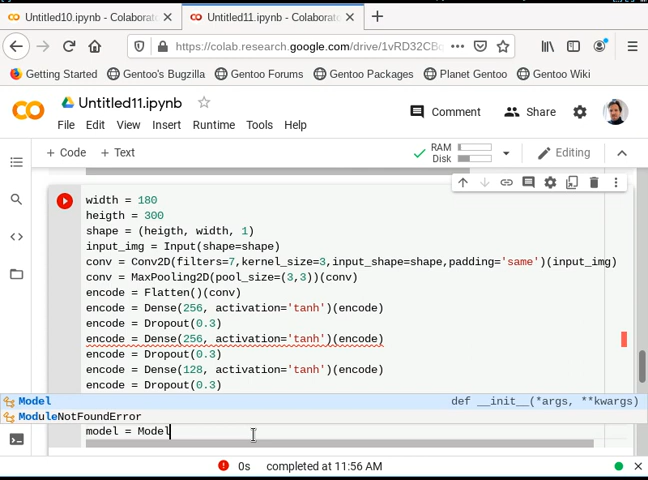 Untitled10.ipynb - Colaborato
Untitled11.ipynb - Colaborato
https://colab.research.google.com/drive/1vRD32CBc
Getting Started
Gentoo's Bugzilla
Gentoo Forums
Gentoo Packages
Planet Gentoo
Gentoo Wiki
Untitled11.ipynb
Comment
Share
File Edit View Insert Runtime Tools Help
+ Code + Text
RAM
Disk
Editing
width = 180
heigth = 300
shape = (heigth, width, 1)
input_img = Input(shape=shape)
conv = Conv2D(filters=7,kernel_size=3,input_shape=shape,padding='same')(input_img)
conv = MaxPooling2D(pool_size=(3,3))(conv)
encode = Flatten()(conv)
encode = Dense(256, activation='tanh')(encode)
encode = Dropout(0.3)
encode = Dense(256, activation='tanh')(encode)
encode = Dropout(0.3)
encode = Dense(128, activation='tanh')(encode)
encode = Dropout(0.3)
Model def __init__(*args, **kwargs)
ModuleNotFoundError
model = Model
0s completed at 11:56 AM